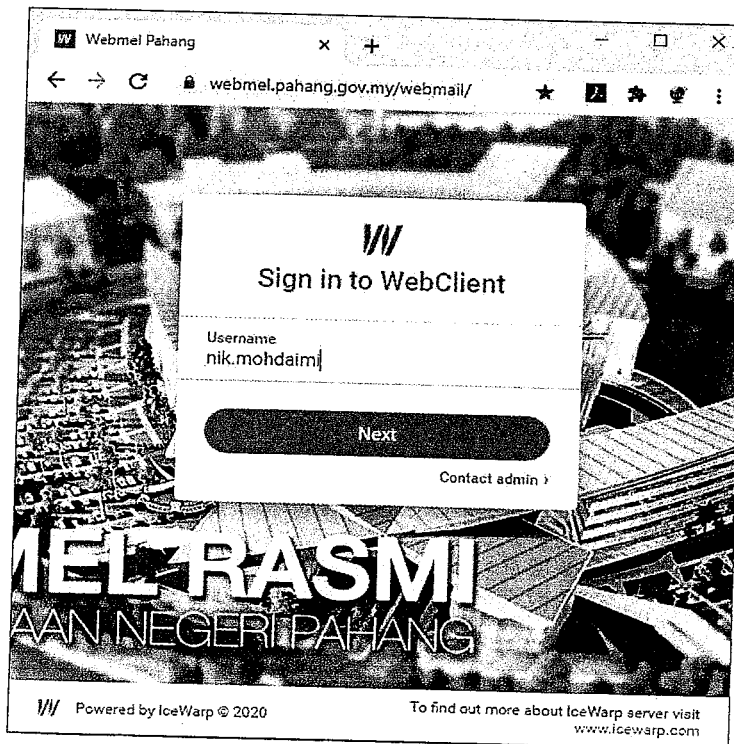 Webmel Pahang
webmel.pahang.gov.my/webmail/
Sign in to WebClient
Username
nik.mohdaimi
Next
Contact admin ›
MEL RASMI
AAN NEGERI PAHANG
Powered by IceWarp © 2020
To find out more about IceWarp server visit
www.icewarp.com